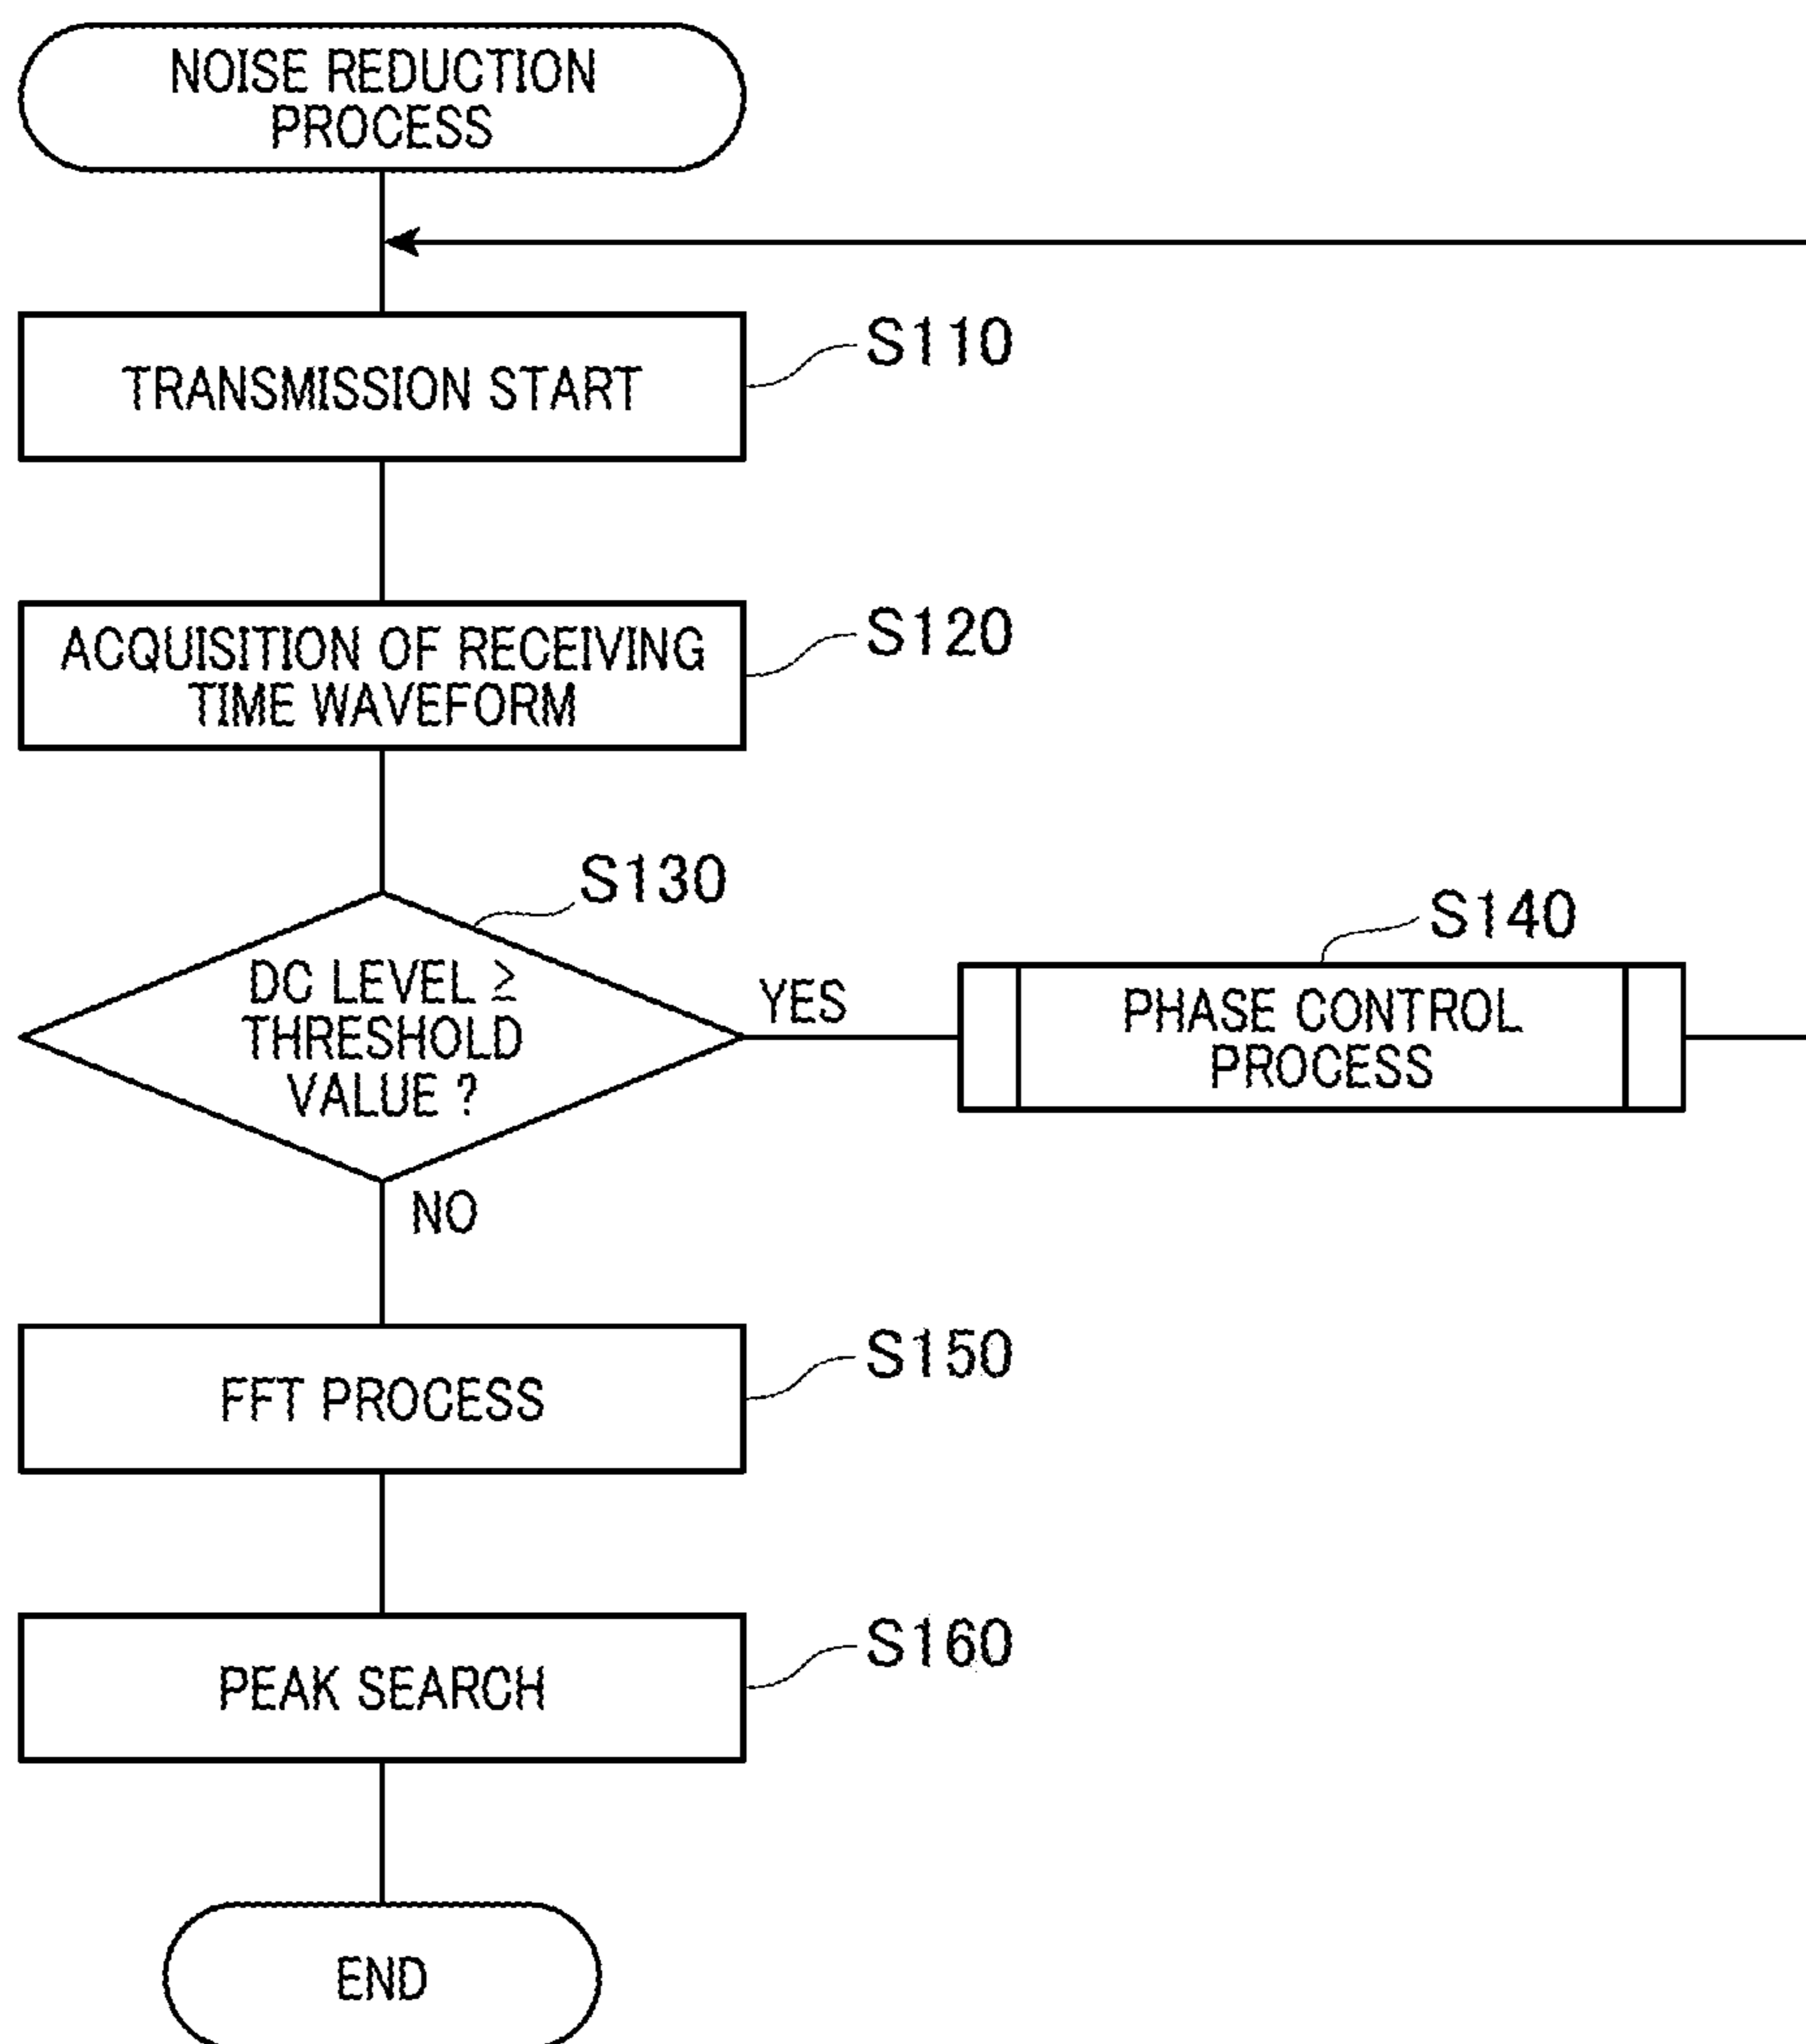 NOISE REDUCTION
PROCESS
TRANSMISSION START
S110
ACQUISITION OF RECEIVING
TIME WAVEFORM
S120
S130
DC LEVEL ≥
THRESHOLD
VALUE ?
YES
S140
PHASE CONTROL
PROCESS
NO
FFT PROCESS
S150
PEAK SEARCH
S160
END